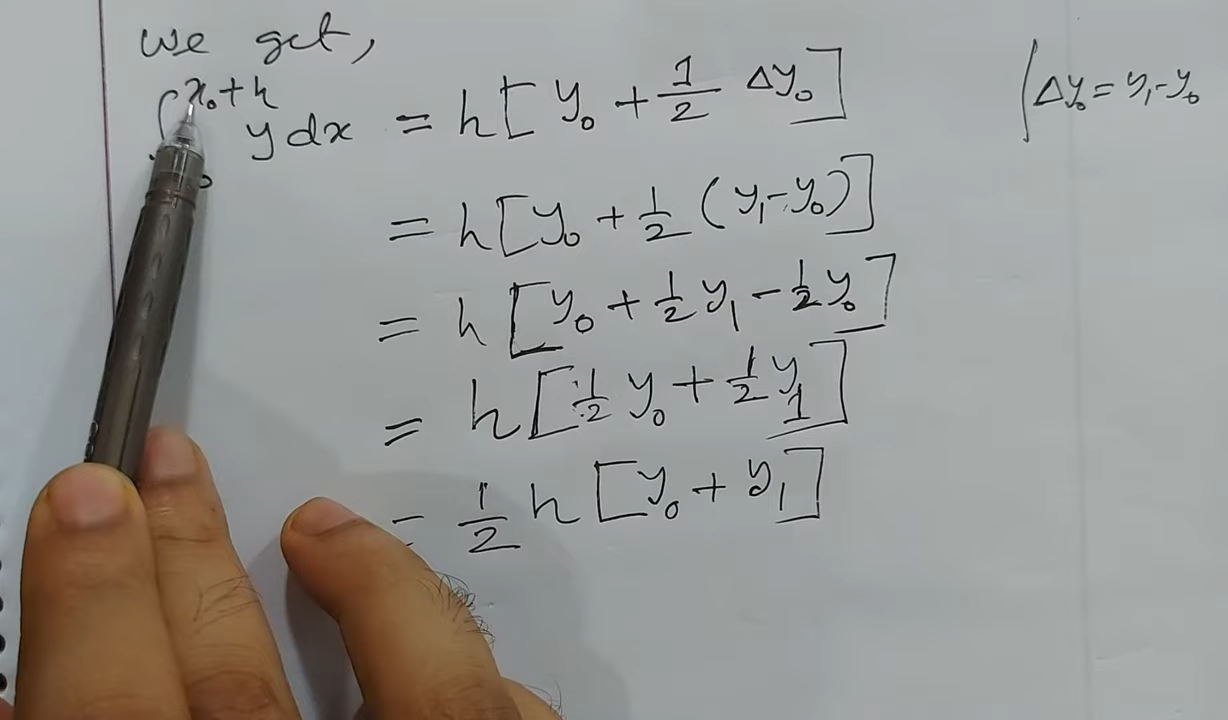 we get,
∫ x₀+h y dx = h[y₀ + 1/2 Δy₀] | Δy₀ = y₁-y₀
= h[y₀ + 1/2 (y₁-y₀)]
= h[y₀ + 1/2 y₁ - 1/2 y₀]
= h[1/2 y₀ + 1/2 y₁]
= 1/2 h[y₀ + y₁]